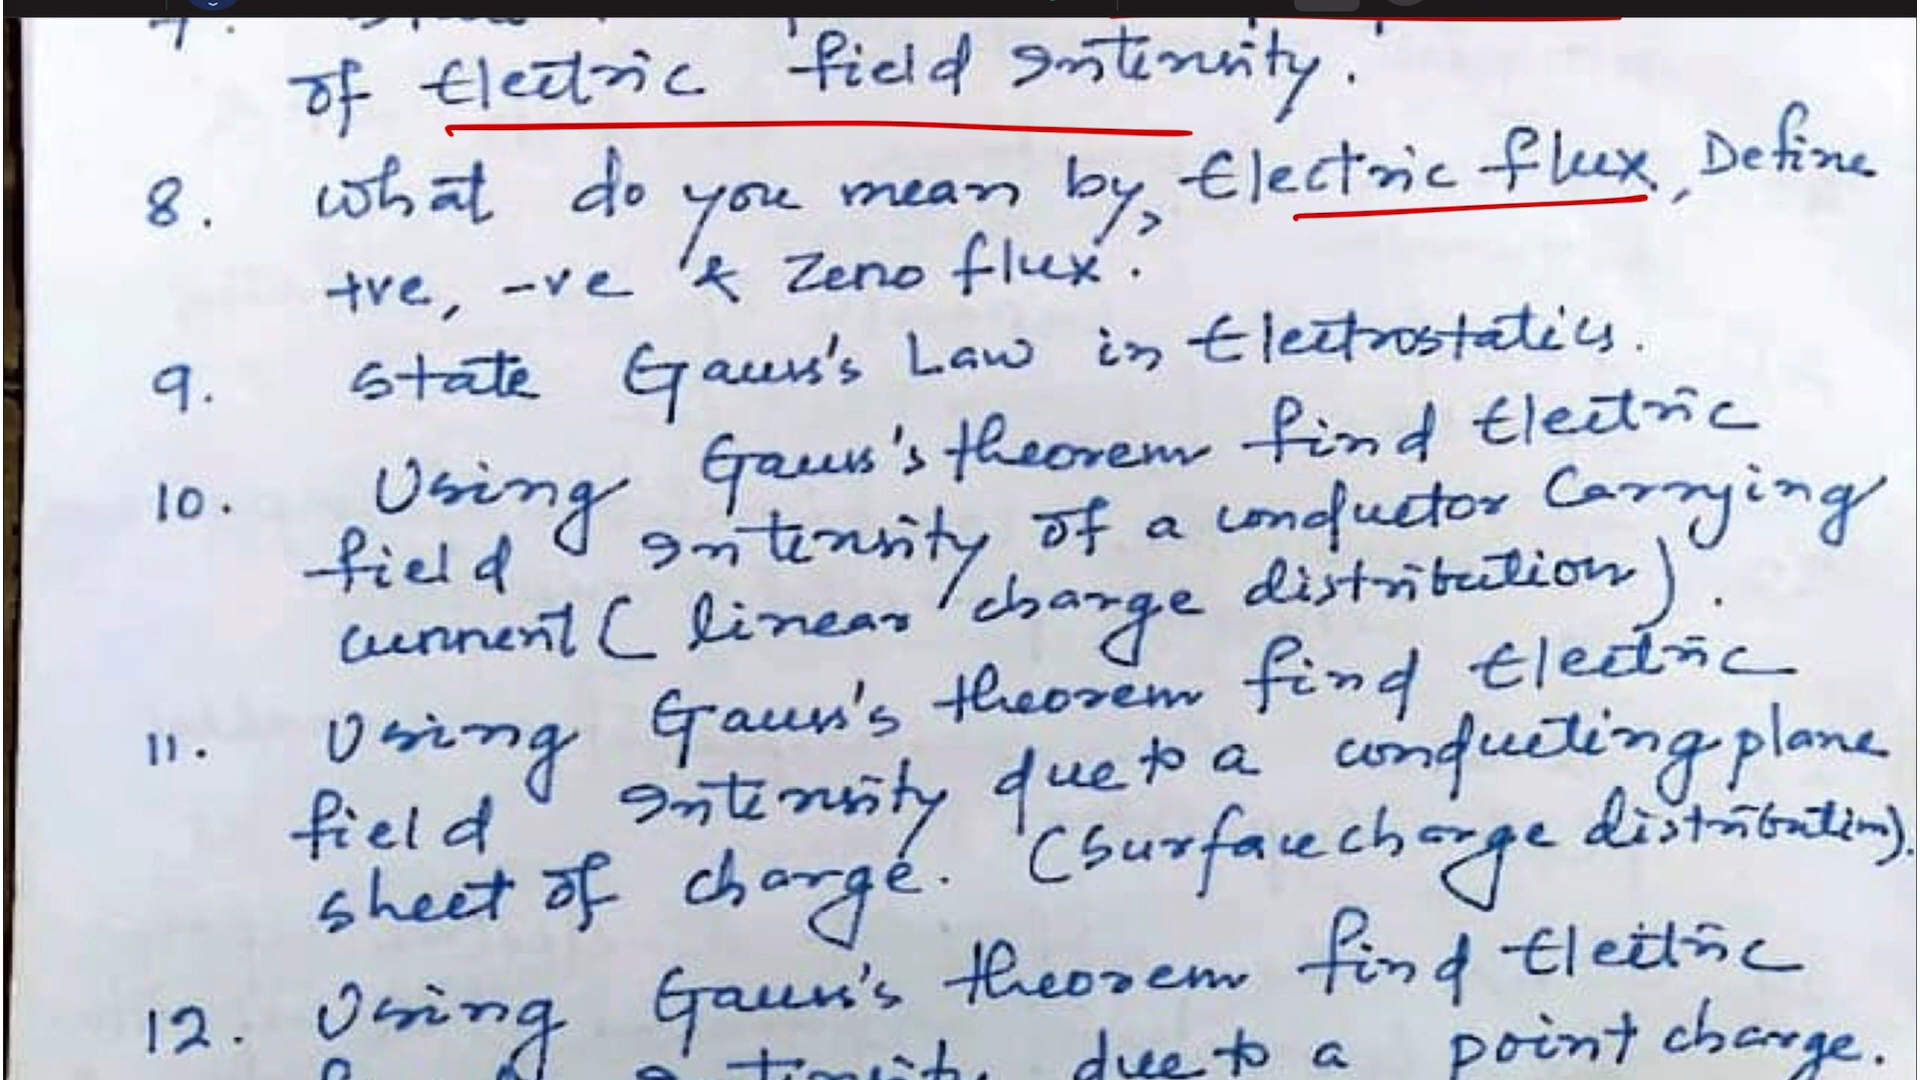 of Electric field Intensity.
8. What do you mean by, Electric flux, Define
+ve, -ve & Zero flux.
9. State Gauss's Law in Electrostatics.
10. Using Gauss's theorem find Electric
field Intensity of a conductor Carrying
current ( linear charge distribution ) .
11. Using Gauss's theorem find Electric
field Intensity due to a conducting plane
sheet of charge. (Surface charge distribution).
12. Using Gauss's theorem find Electric
due to a point charge.